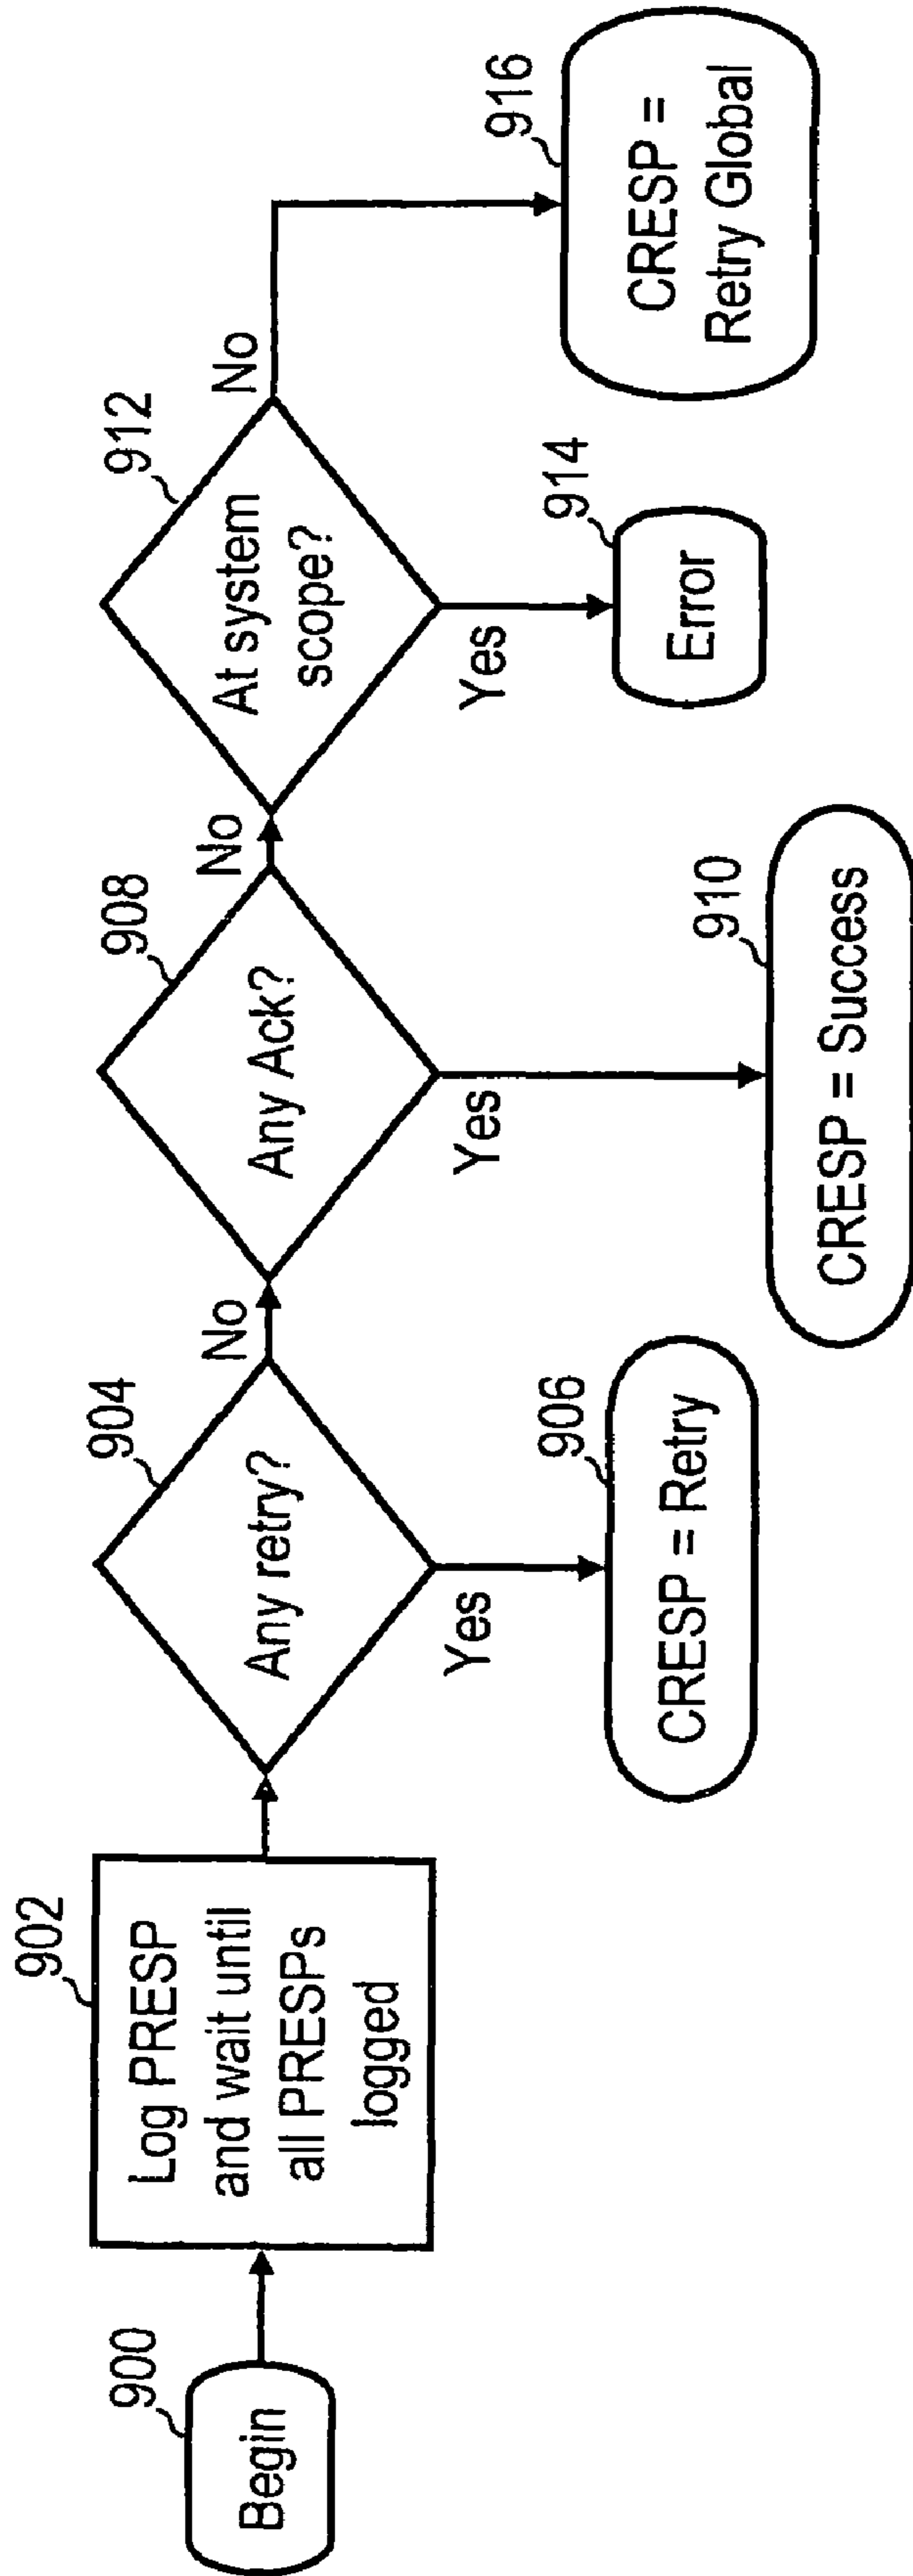 900
Begin
902
Log PRESP
and wait until
all PRESPs
logged
904
Any retry?
No
Yes
906
CRESP = Retry
908
Any Ack?
No
Yes
910
CRESP = Success
912
At system
scope?
No
Yes
914
Error
916
CRESP =
Retry Global